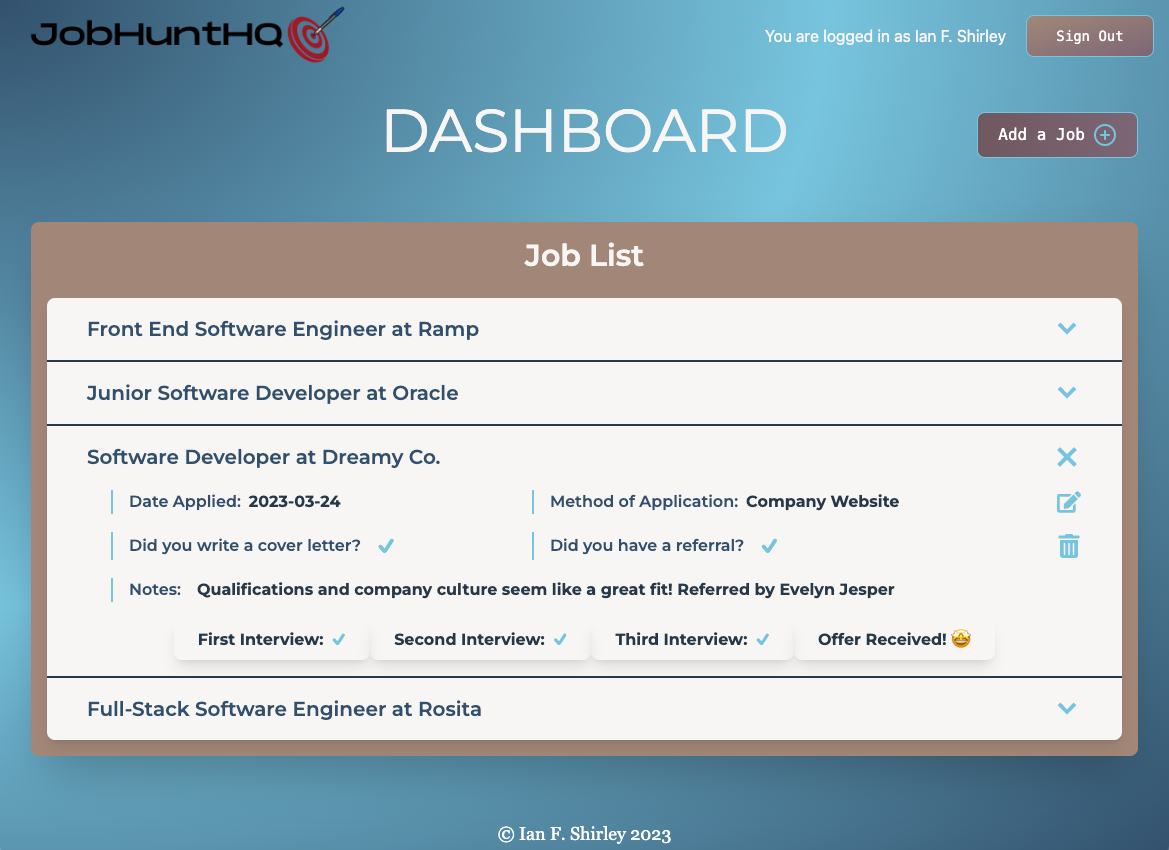 JobHuntHQ
You are logged in as Ian F. Shirley
Sign Out
DASHBOARD
Add a Job
Job List
Front End Software Engineer at Ramp
Junior Software Developer at Oracle
Software Developer at Dreamy Co.
Date Applied: 2023-03-24
Method of Application: Company Website
Did you write a cover letter?
Did you have a referral?
Notes: Qualifications and company culture seem like a great fit! Referred by Evelyn Jesper
First Interview:
Second Interview:
Third Interview:
Offer Received! 🤩
Full-Stack Software Engineer at Rosita
© Ian F. Shirley 2023